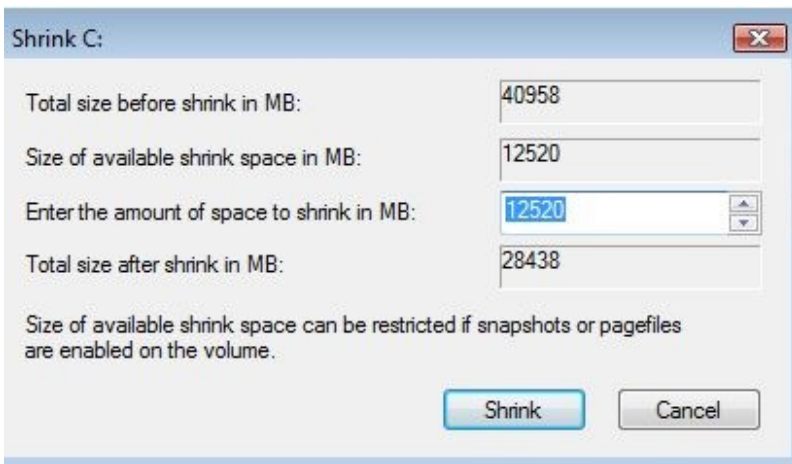 Shrink C:
Total size before shrink in MB: 40958
Size of available shrink space in MB: 12520
Enter the amount of space to shrink in MB: 12520
Total size after shrink in MB: 28438
Size of available shrink space can be restricted if snapshots or pagefiles
are enabled on the volume.
Shrink Cancel